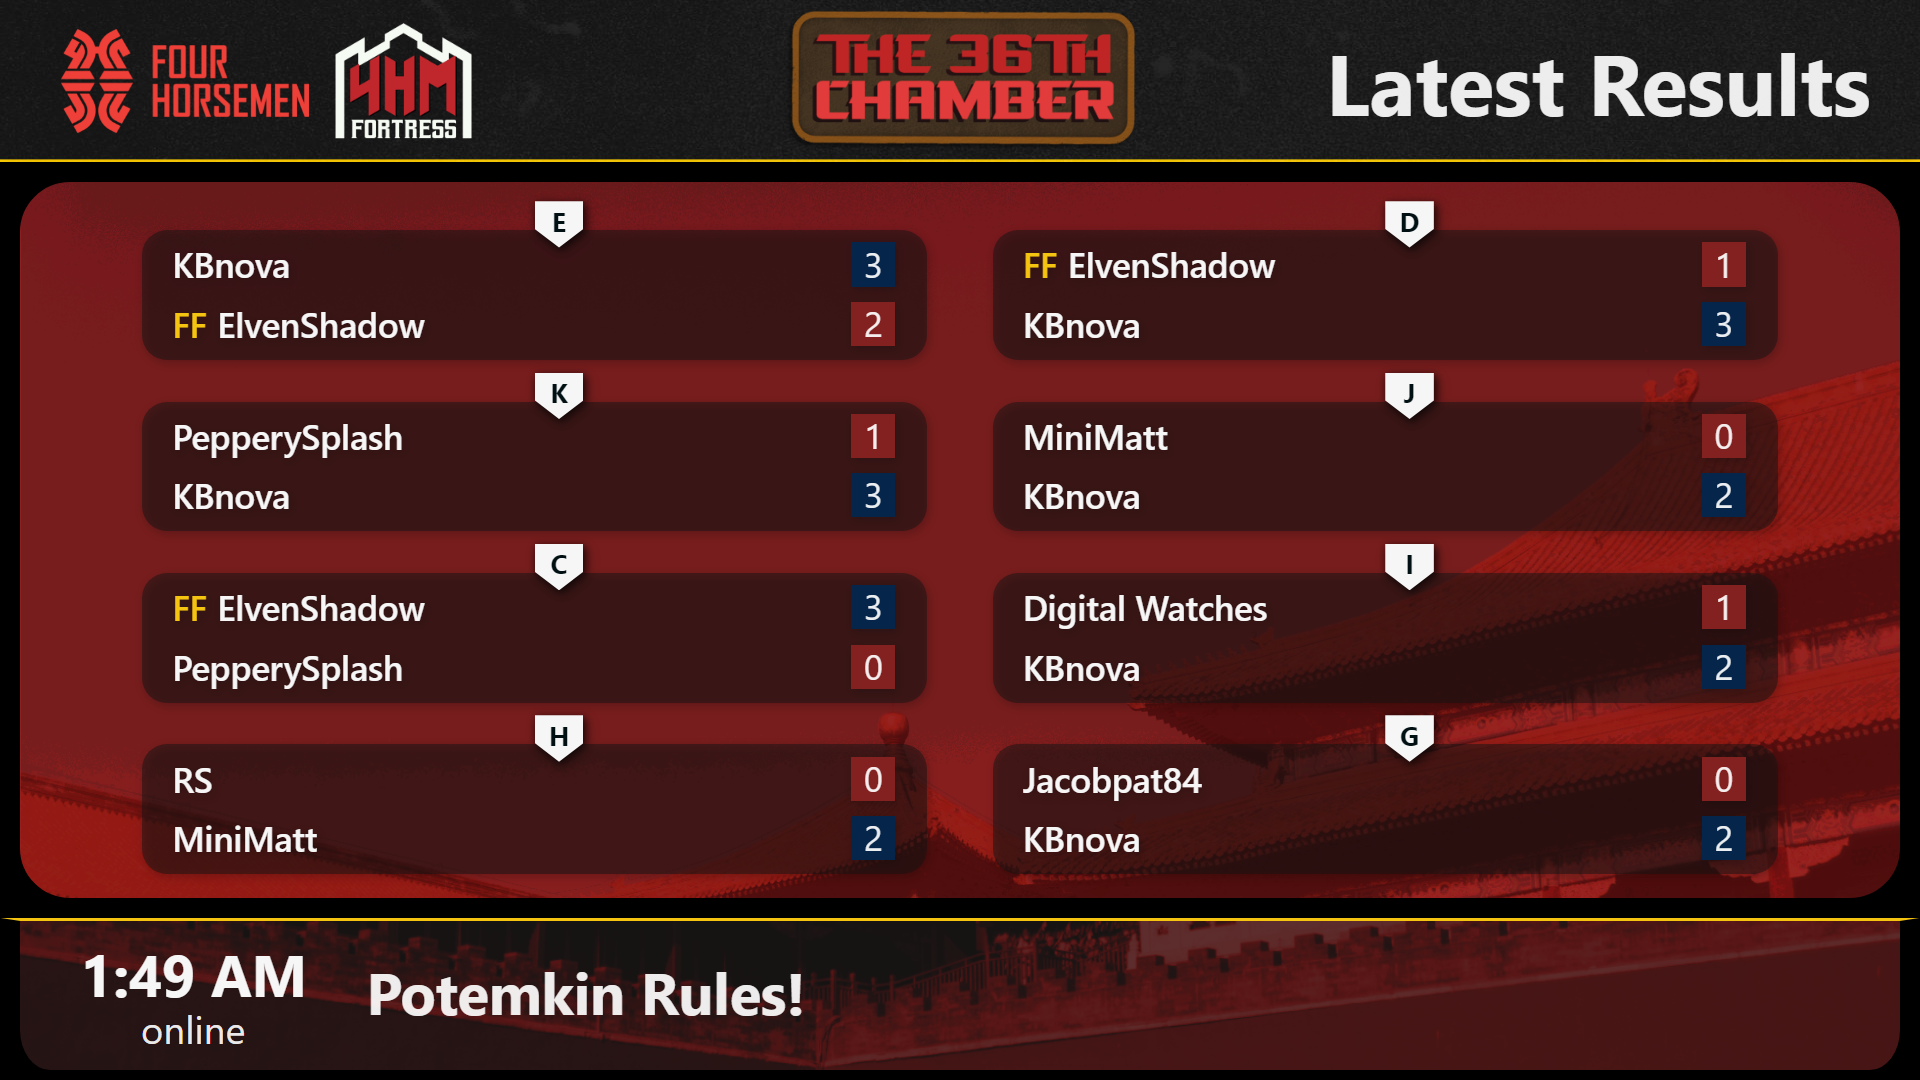 FOUR
HORSEMEN
4HM
FORTRESS
THE 36TH
CHAMBER
Latest Results
E
KBnova 3
FF ElvenShadow 2
D
FF ElvenShadow 1
KBnova 3
K
PepperySplash 1
KBnova 3
J
MiniMatt 0
KBnova 2
C
FF ElvenShadow 3
PepperySplash 0
I
Digital Watches 1
KBnova 2
H
RS 0
MiniMatt 2
G
Jacobpat84 0
KBnova 2
1:49 AM
online
Potemkin Rules!